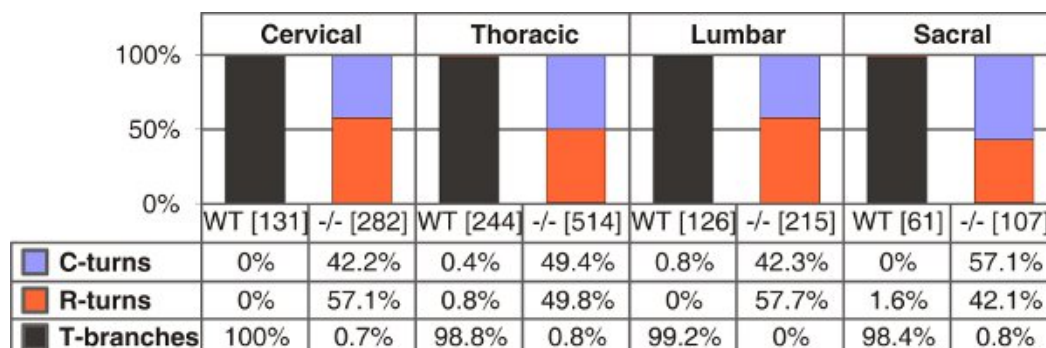 Cervical Thoracic Lumbar Sacral
100%
50%
0%
WT [131] -/- [282] WT [244] -/- [514] WT [126] -/- [215] WT [61] -/- [107]
C-turns 0% 42.2% 0.4% 49.4% 0.8% 42.3% 0% 57.1%
R-turns 0% 57.1% 0.8% 49.8% 0% 57.7% 1.6% 42.1%
T-branches 100% 0.7% 98.8% 0.8% 99.2% 0% 98.4% 0.8%